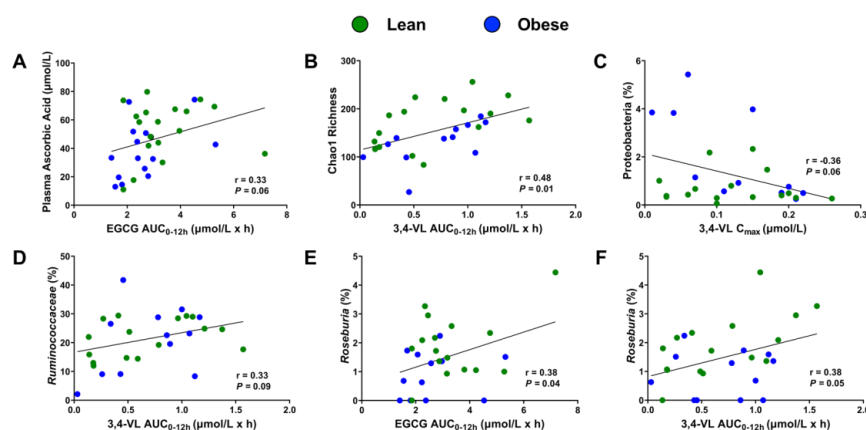 Lean Obese
A B C
Plasma Ascorbic Acid (μmol/L)
100
80
60
40
20
0
0 2 4 6 8
r = 0.33
P = 0.06
EGCG AUC0-12h (μmol/L x h)
Chao1 Richness
300
200
100
0
0.0 0.5 1.0 1.5 2.0
r = 0.48
P = 0.01
3,4-VL AUC0-12h (μmol/L x h)
Proteobacteria (%)
6
4
2
0
0.0 0.1 0.2 0.3
r = -0.36
P = 0.06
3,4-VL Cmax (μmol/L)
D E F
Ruminococcaceae (%)
50
40
30
20
10
0
0.0 0.5 1.0 1.5 2.0
r = 0.33
P = 0.09
3,4-VL AUC0-12h (μmol/L x h)
Roseburia (%)
5
4
3
2
1
0
0 2 4 6 8
r = 0.38
P = 0.04
EGCG AUC0-12h (μmol/L x h)
Roseburia (%)
5
4
3
2
1
0
0.0 0.5 1.0 1.5 2.0
r = 0.38
P = 0.05
3,4-VL AUC0-12h (μmol/L x h)